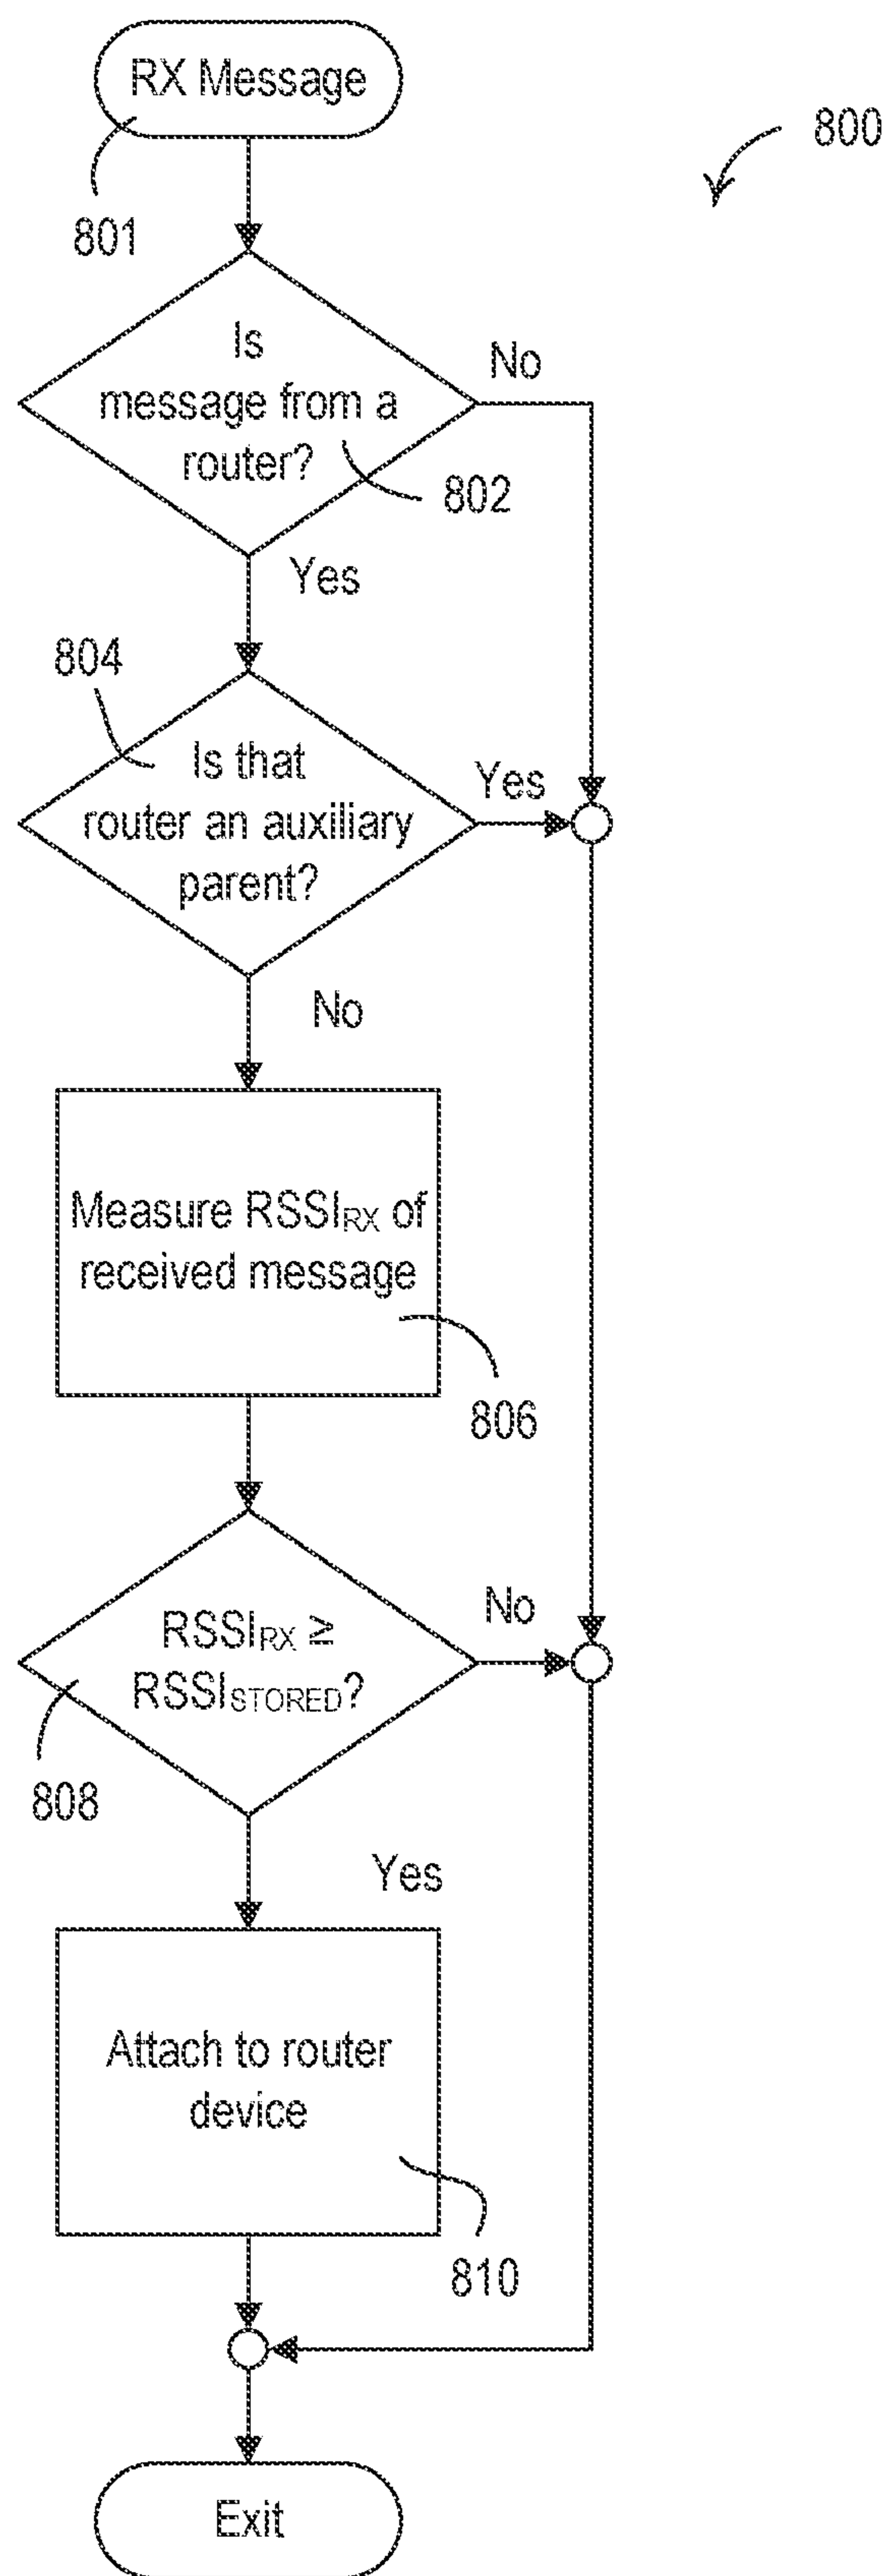 RX Message
800
801
Is
message from a
router?
No
802
Yes
804
Is that
router an auxiliary
parent?
Yes
No
Measure RSSIRX of
received message
806
RSSIRX ≥
RSSISTORED?
No
808
Yes
Attach to router
device
810
Exit